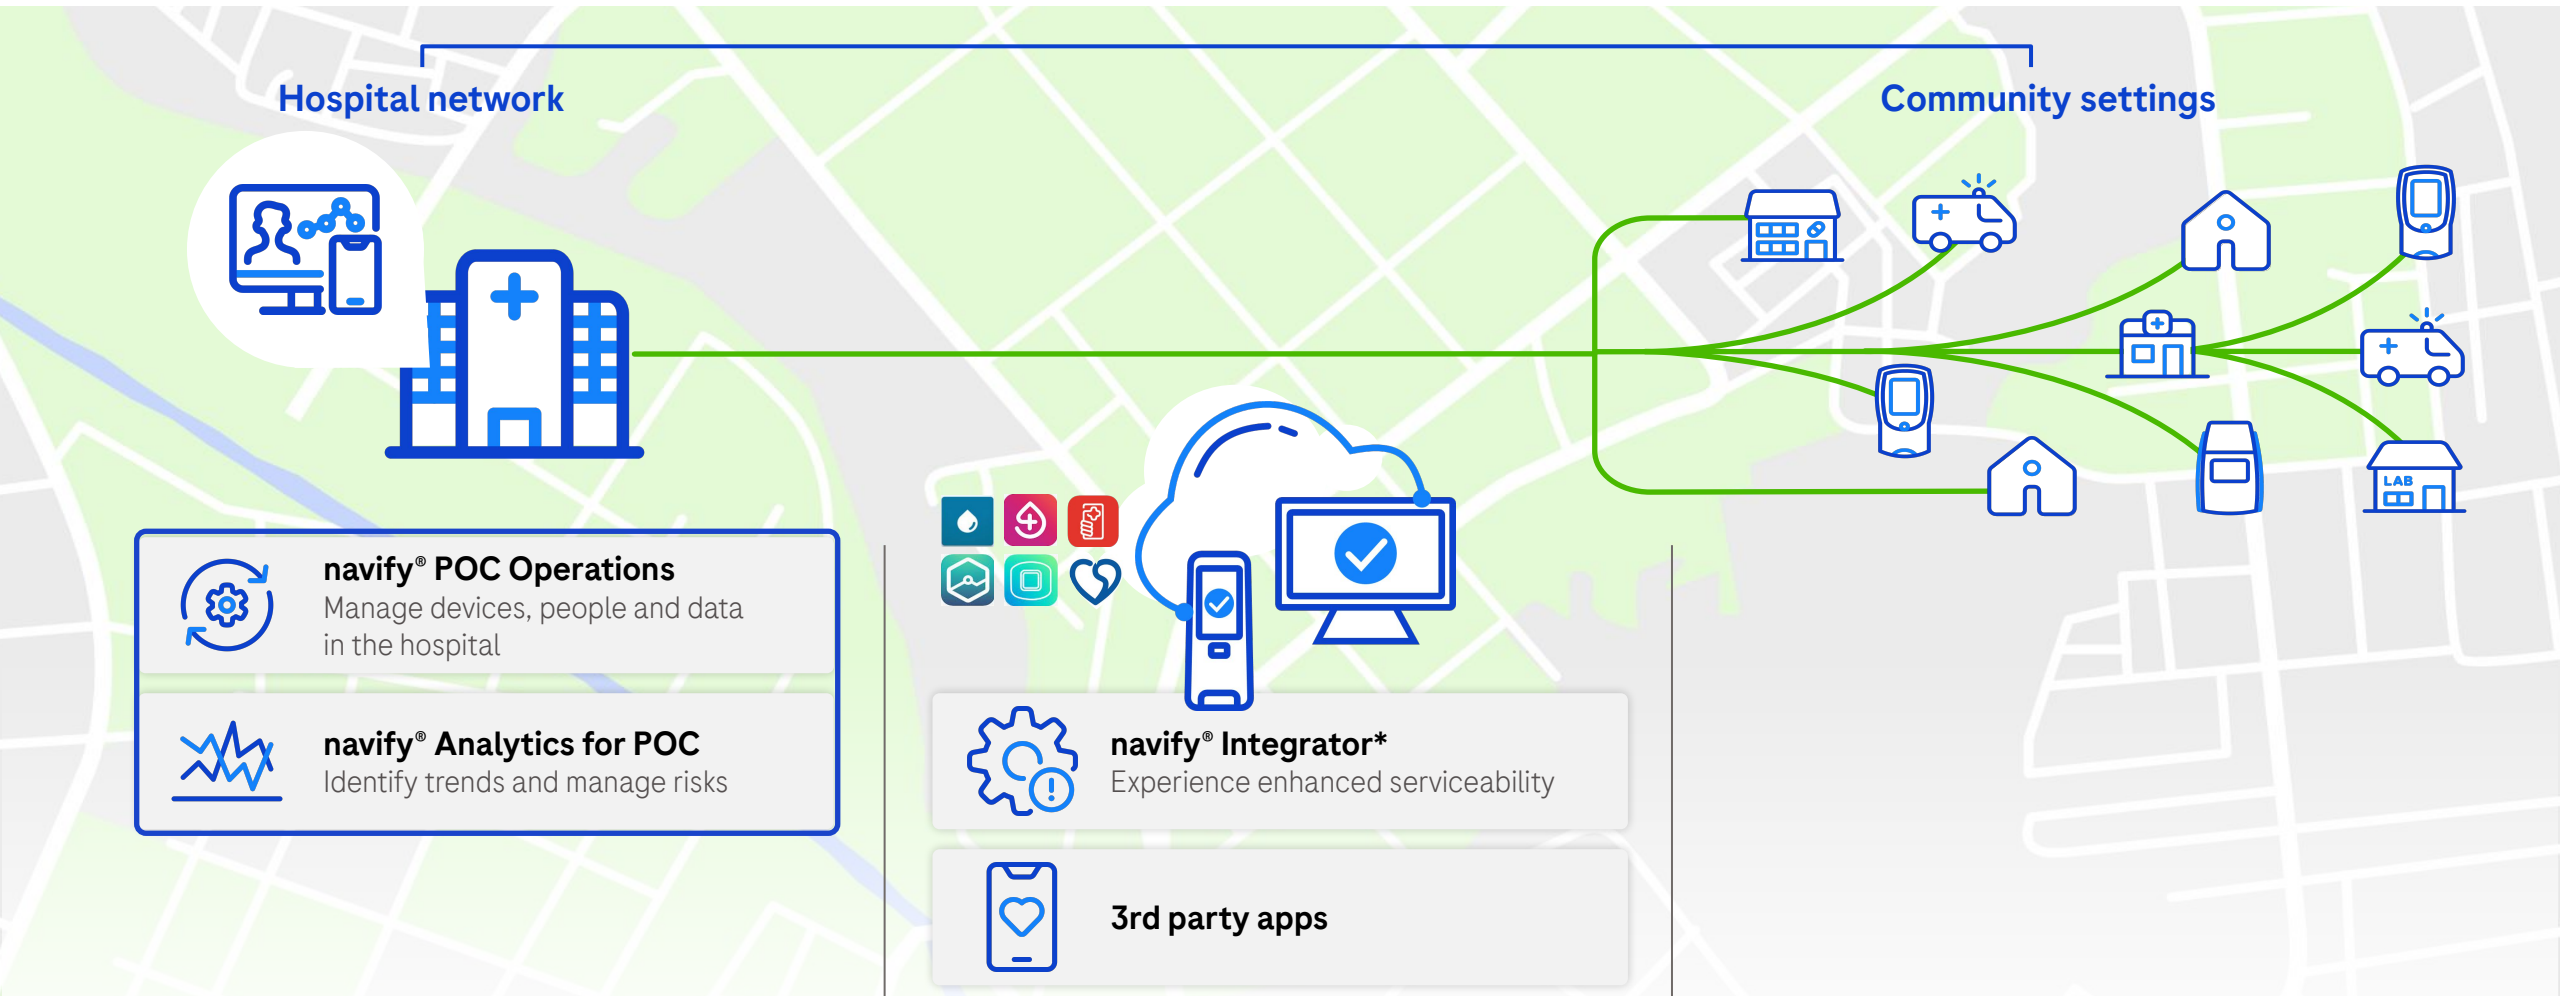 Hospital network
Community settings
LAB
navify® POC Operations
Manage devices, people and data
in the hospital
navify® Analytics for POC
Identify trends and manage risks
navify® Integrator*
Experience enhanced serviceability
3rd party apps